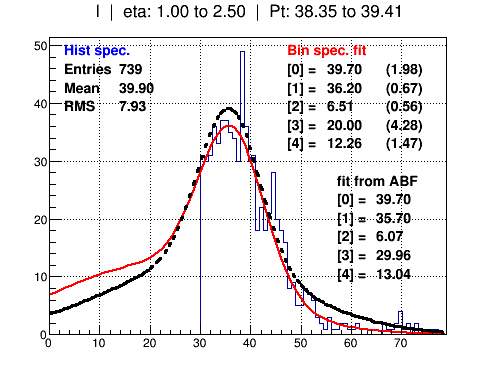 I | eta: 1.00 to 2.50 | Pt: 38.35 to 39.41
Hist spec.
Entries 739
Mean 39.90
RMS 7.93
Bin spec. fit
[0] = 39.70 (1.98)
[1] = 36.20 (0.67)
[2] = 6.51 (0.56)
[3] = 20.00 (4.28)
[4] = 12.26 (1.47)
fit from ABF
[0] = 39.70
[1] = 35.70
[2] = 6.07
[3] = 29.96
[4] = 13.04
50
40
30
20
10
0
0 10 20 30 40 50 60 70